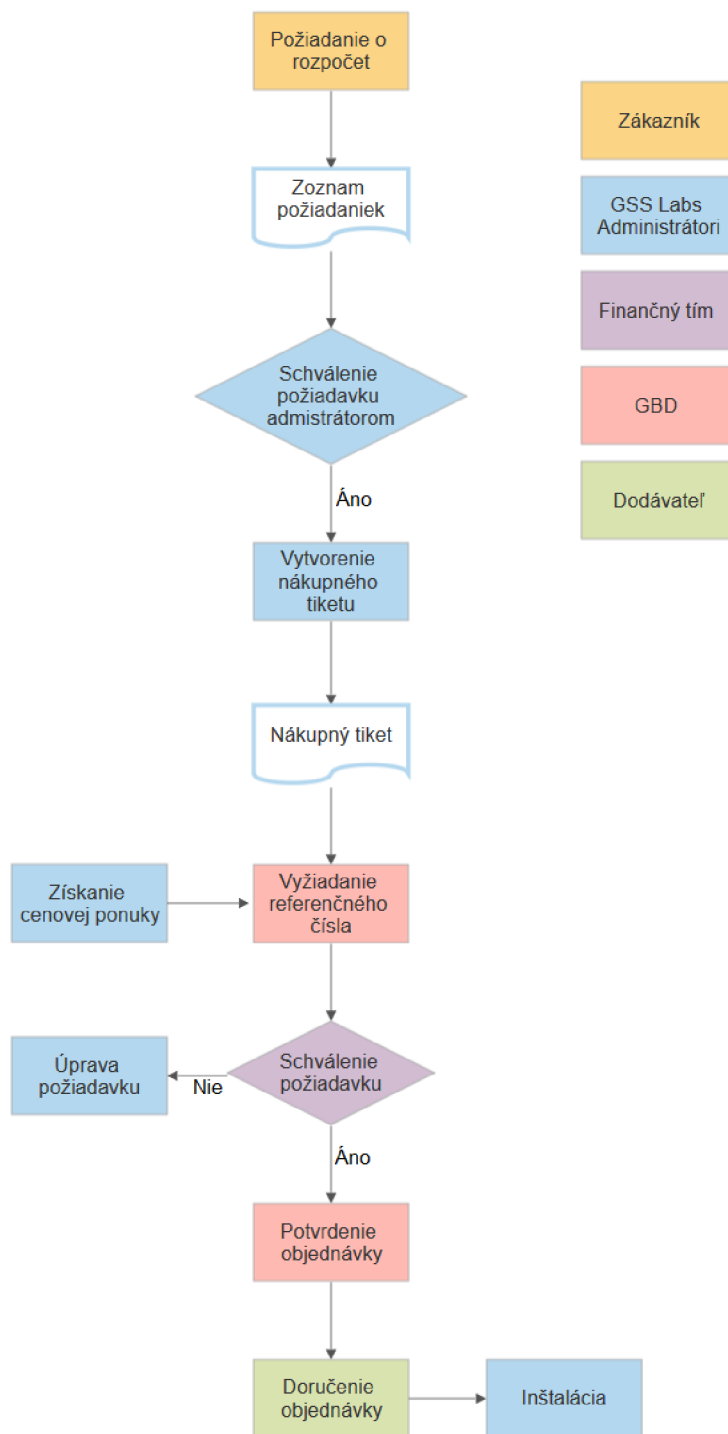 Požiadanie o
rozpočet
Zákazník
Zoznam
požiadaniek
GSS Labs
Administrátori
Finančný tím
Schválenie
požiadavku
admistrátorom
GBD
Áno
Dodávateľ
Vytvorenie
nákupného
tiketu
Nákupný tiket
Získanie
cenovej ponuky
Vyžiadanie
referenčného
čísla
Úprava
požiadavku
Nie
Schválenie
požiadavku
Áno
Potvrdenie
objednávky
Doručenie
objednávky
Inštalácia